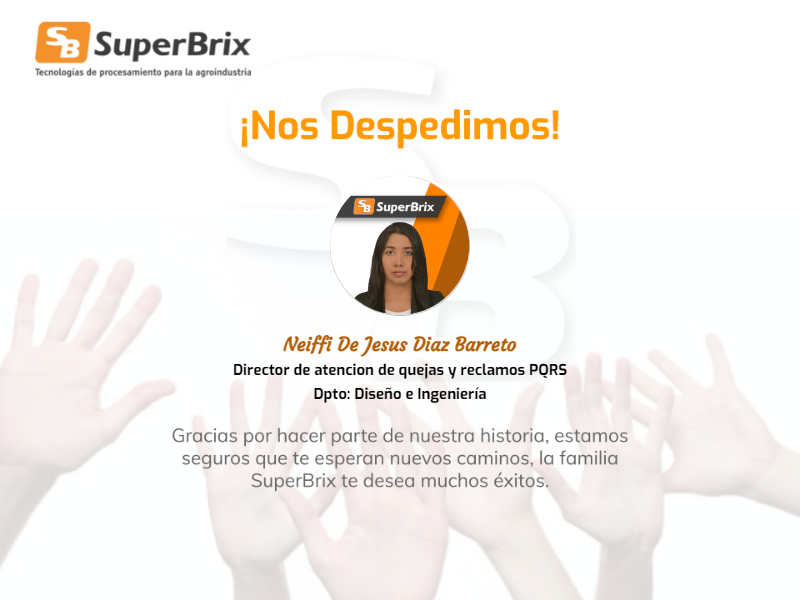 SB SuperBrix
Tecnologías de procesamiento para la agroindustria
¡Nos Despedimos!
SB SuperBrix
Neiffi De Jesus Diaz Barreto
Director de atencion de quejas y reclamos PQRS
Dpto: Diseño e Ingeniería
Gracias por hacer parte de nuestra historia, estamos
seguros que te esperan nuevos caminos, la familia
SuperBrix te desea muchos éxitos.